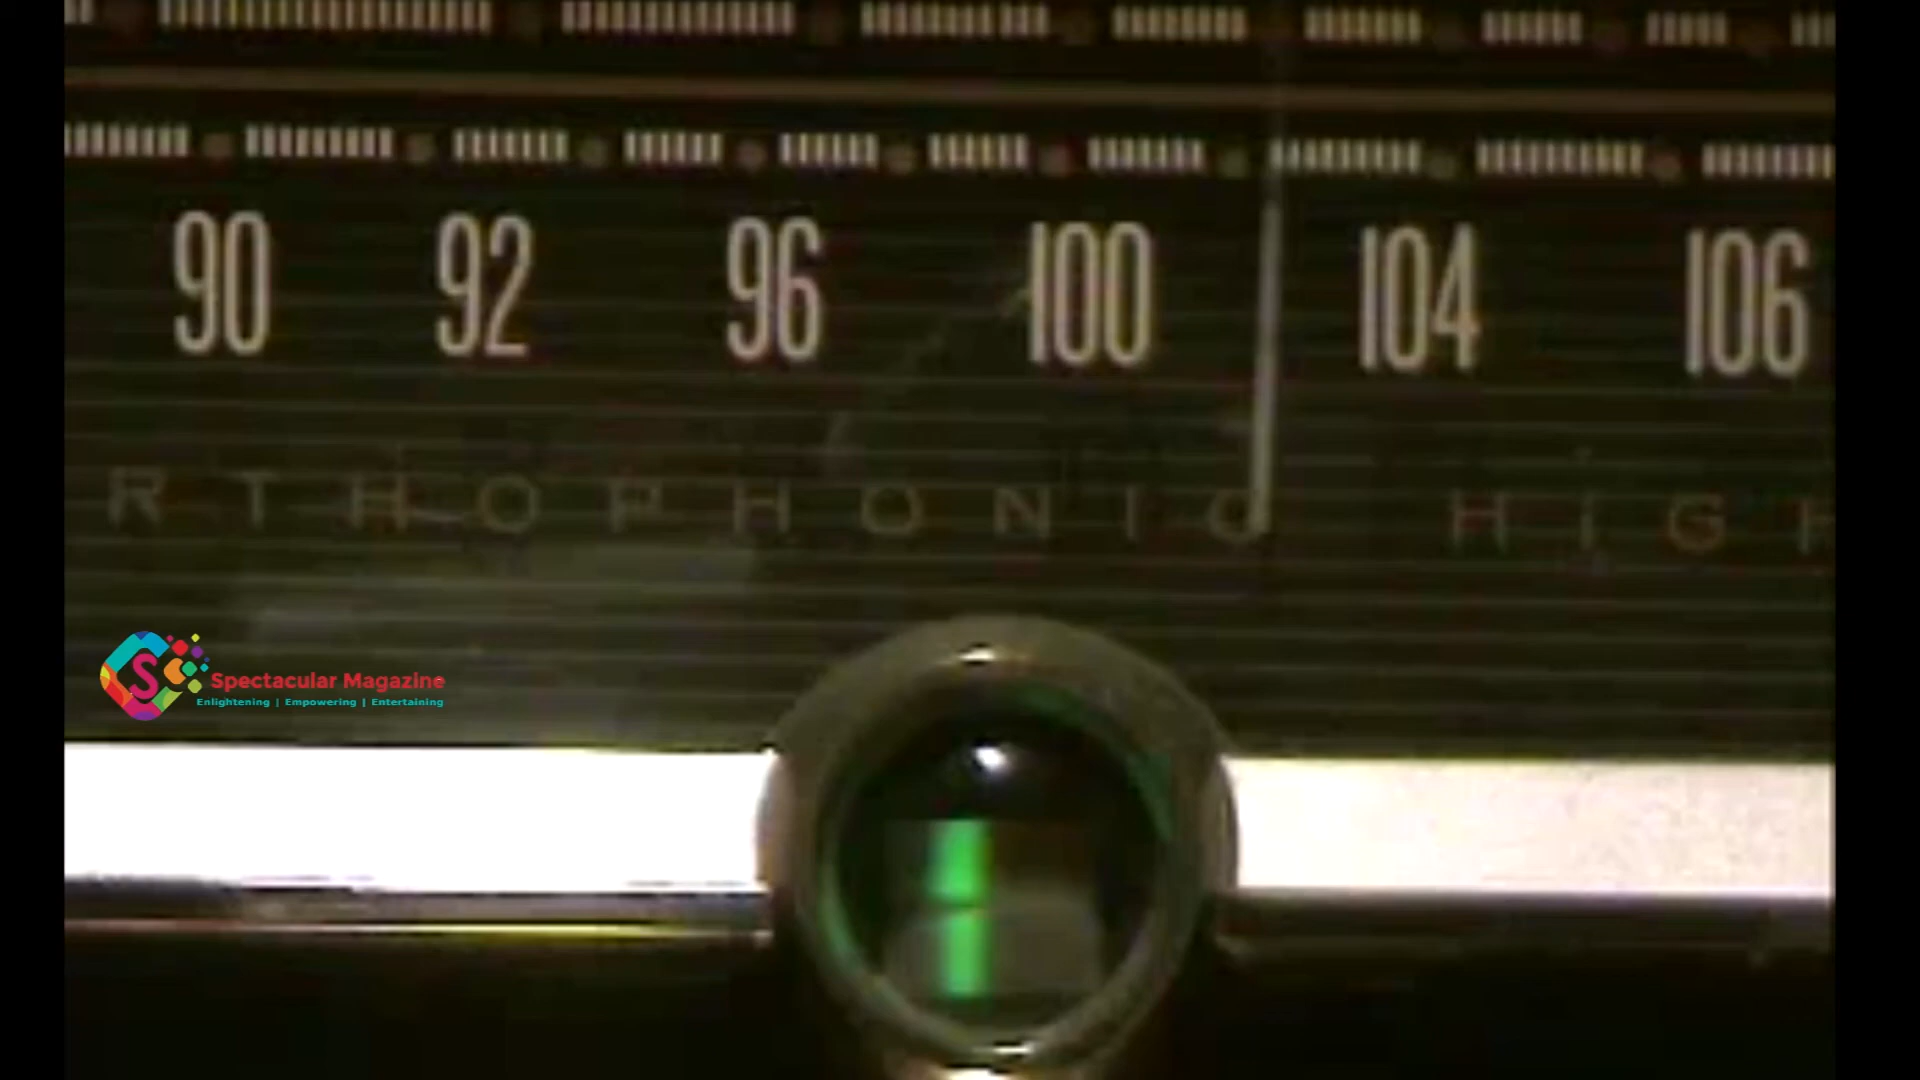 90 92 96 100 104 106
RTHOPHONIC HIGH
S
Spectacular Magazine
Enlightening | Empowering | Entertaining